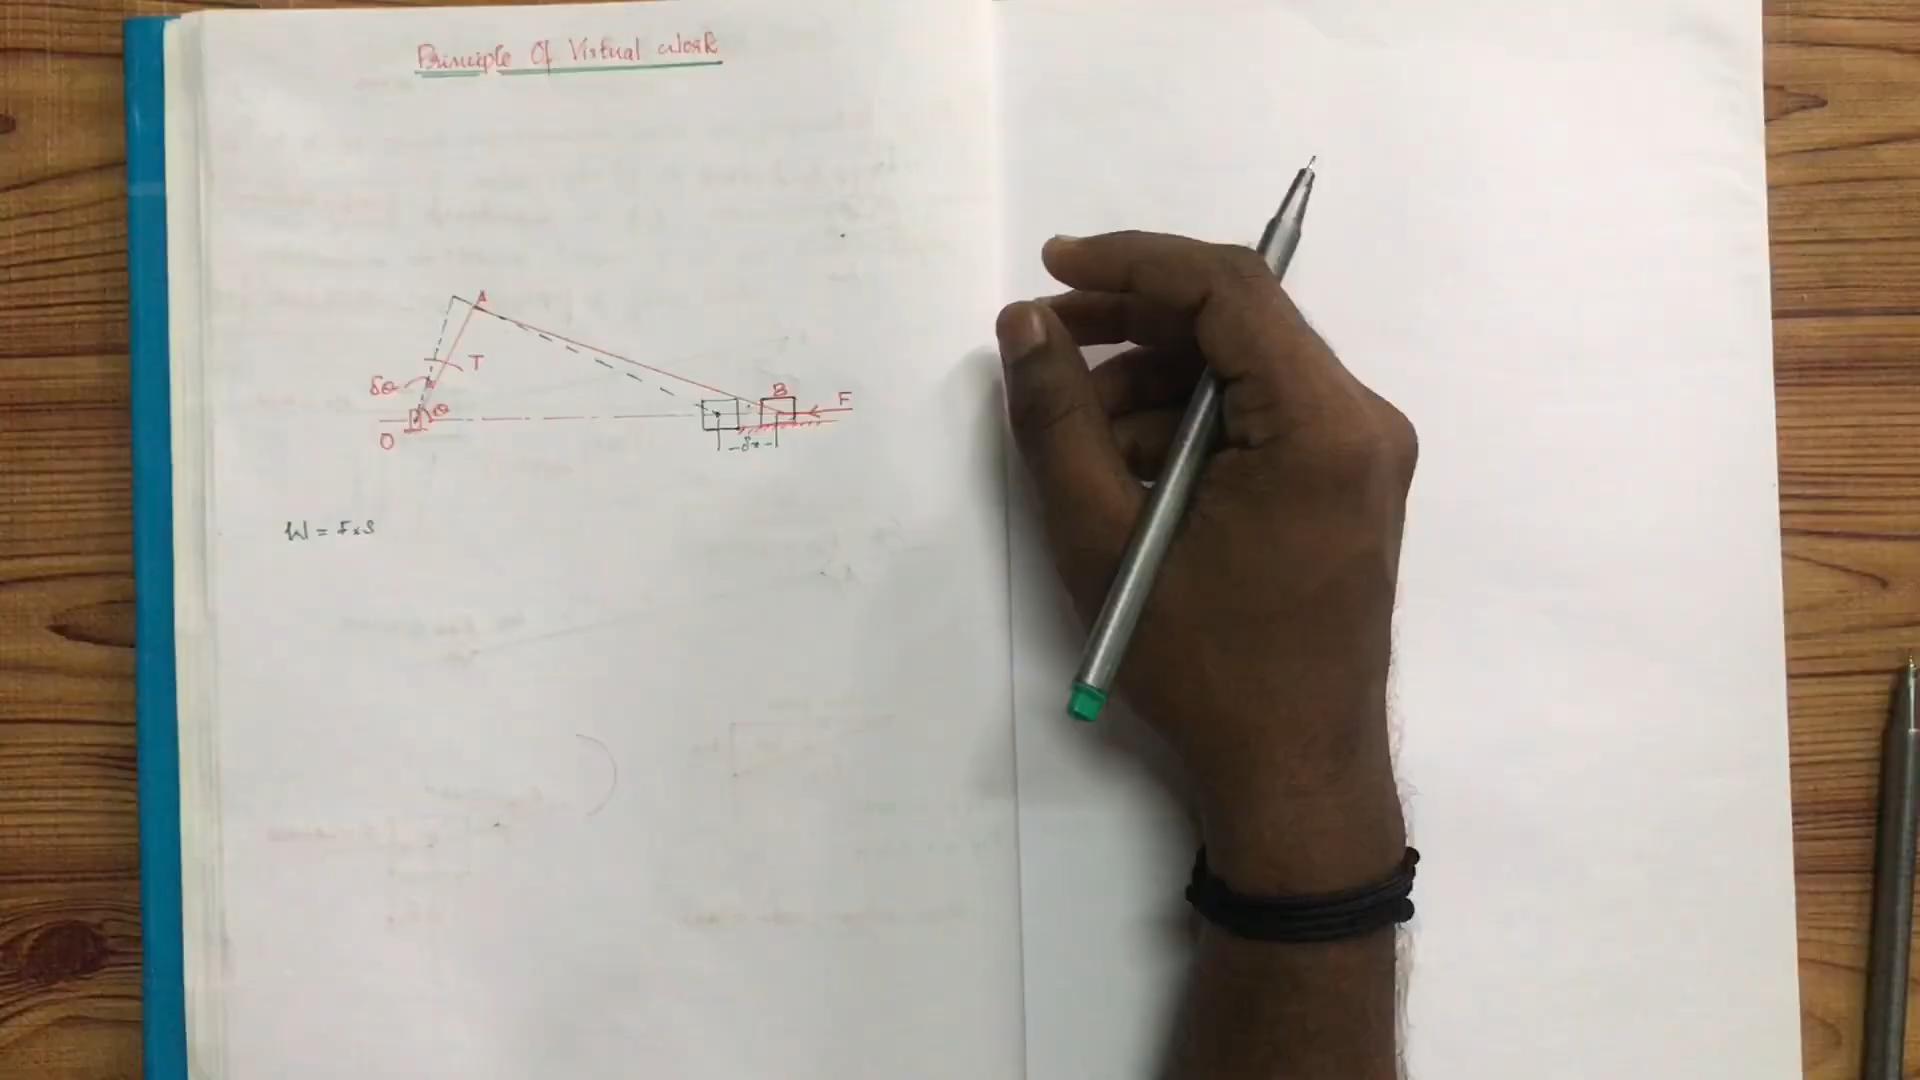 Principle Of Virtual Work
A
T
δθ
θ
B
F
O
δx
W = F×S